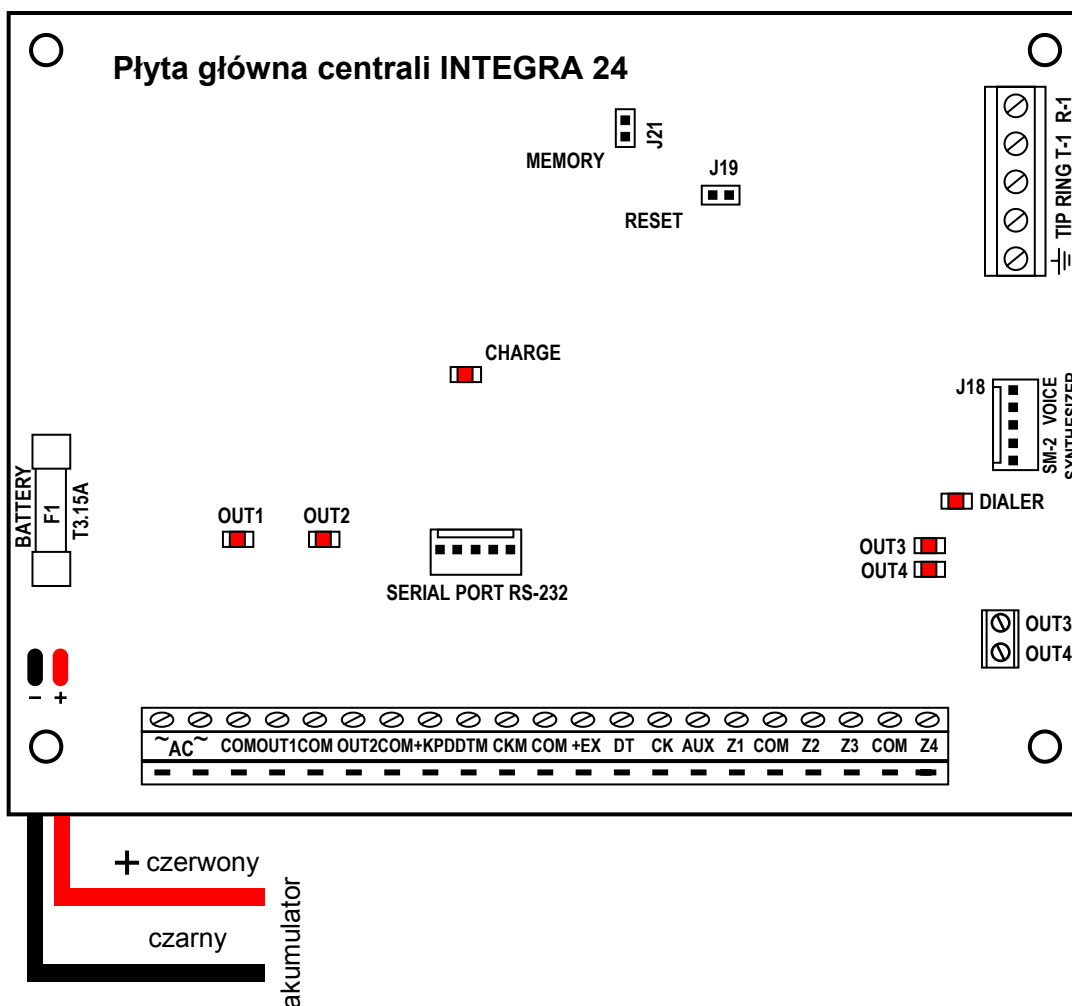 Płyta główna centrali INTEGRA 24
J21
MEMORY
J19
RESET
TIP RING T-1 R-1
CHARGE
J18
SM-2 VOICE
SYNTHESIZER
BATTERY
F1
T3.15A
DIALER
OUT1 OUT2
OUT3
OUT4
SERIAL PORT RS-232
OUT3
OUT4
− +
~AC~ COM OUT1 COM OUT2 COM +KPD DTM CKM COM +EX DT CK AUX Z1 COM Z2 Z3 COM Z4
+ czerwony
czarny
akumulator